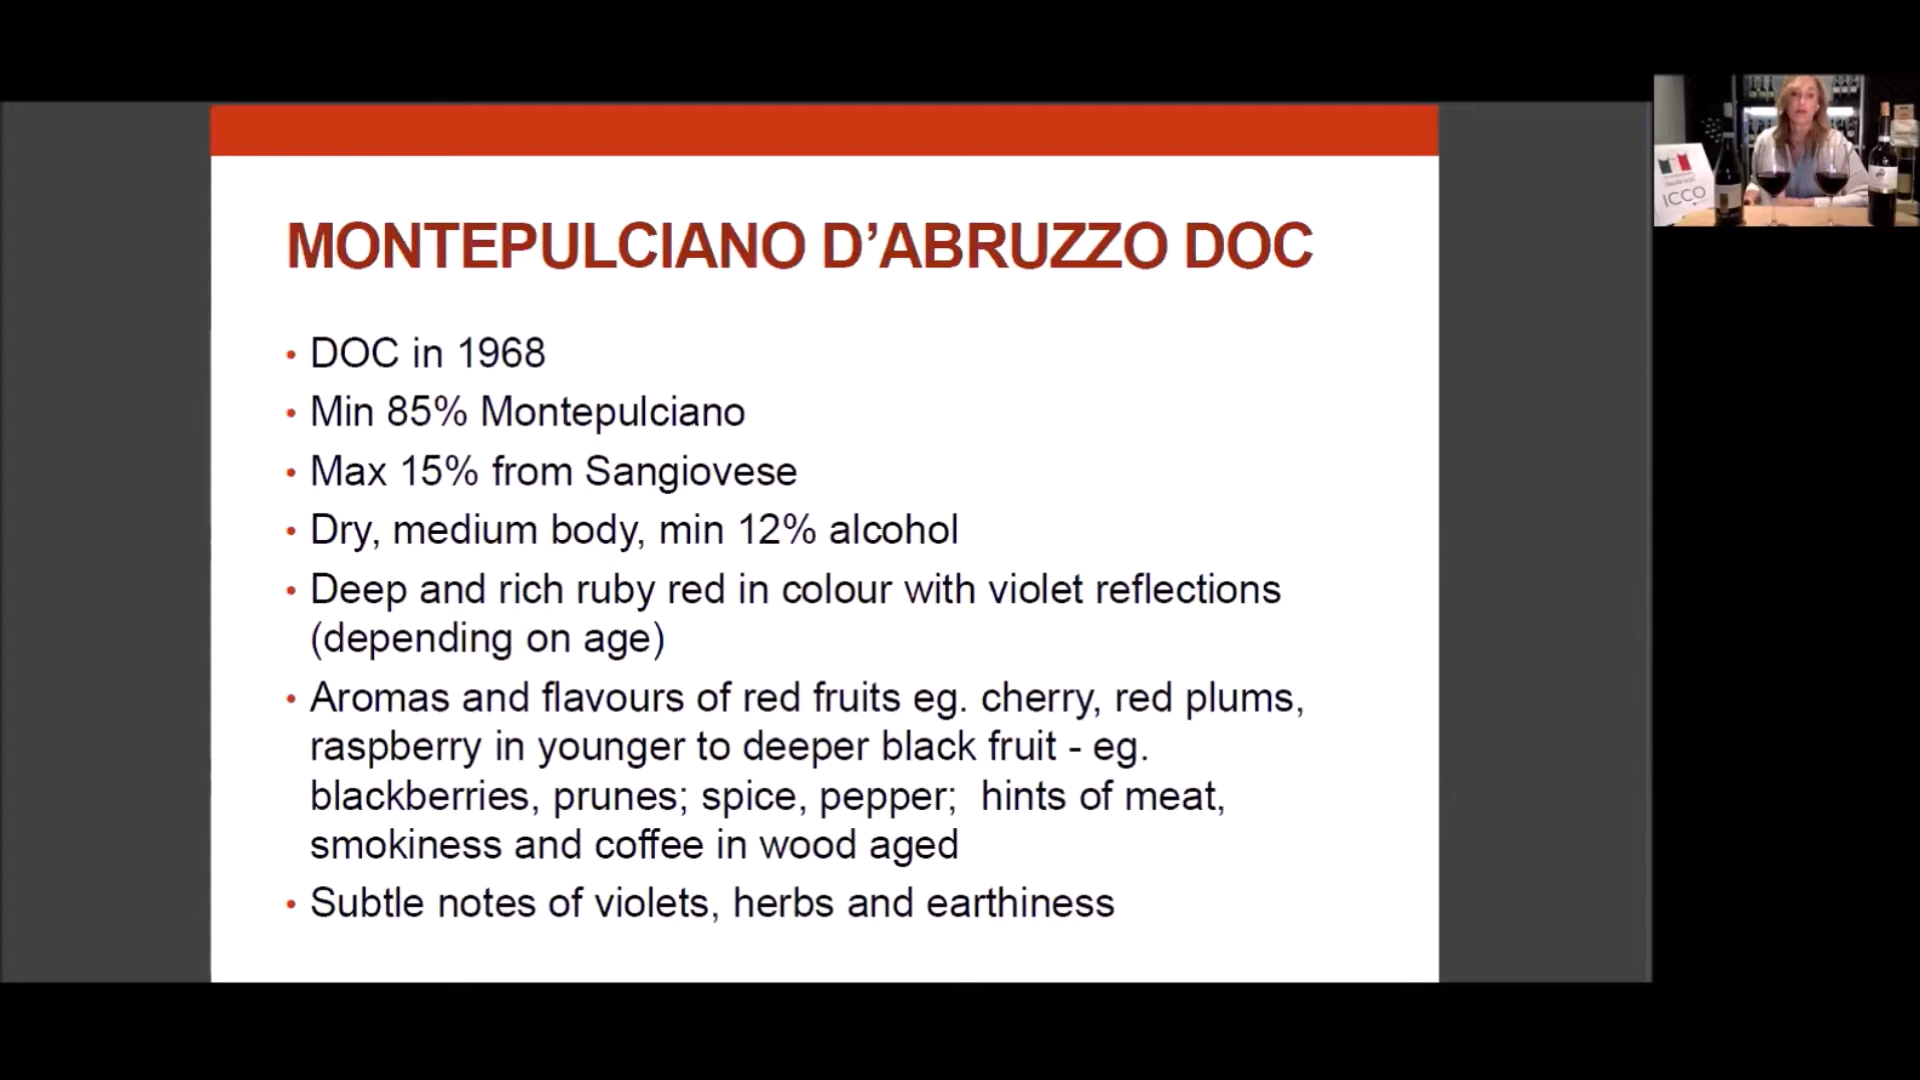 MONTEPULCIANO D’ABRUZZO DOC
• DOC in 1968
• Min 85% Montepulciano
• Max 15% from Sangiovese
• Dry, medium body, min 12% alcohol
• Deep and rich ruby red in colour with violet reflections
(depending on age)
• Aromas and flavours of red fruits eg. cherry, red plums,
raspberry in younger to deeper black fruit - eg.
blackberries, prunes; spice, pepper;  hints of meat,
smokiness and coffee in wood aged
• Subtle notes of violets, herbs and earthiness
ICCO